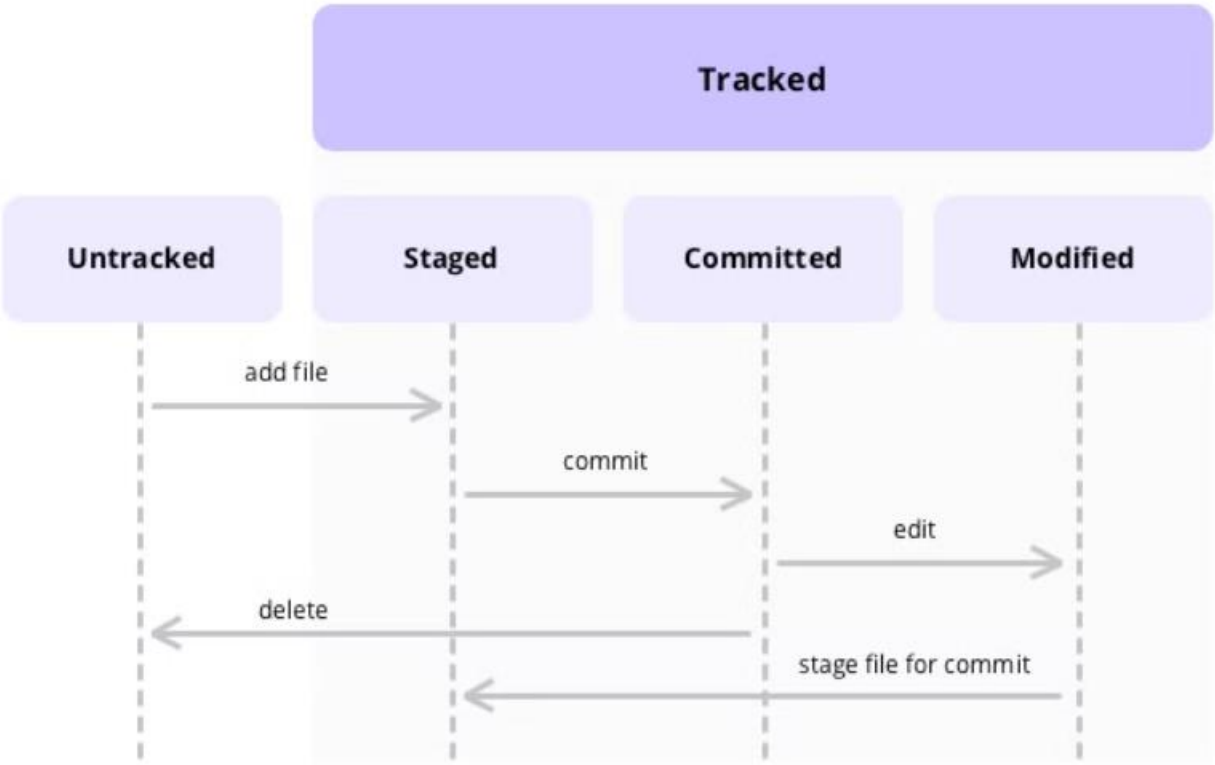 Tracked
Untracked
Staged
Committed
Modified
add file
commit
edit
delete
stage file for commit